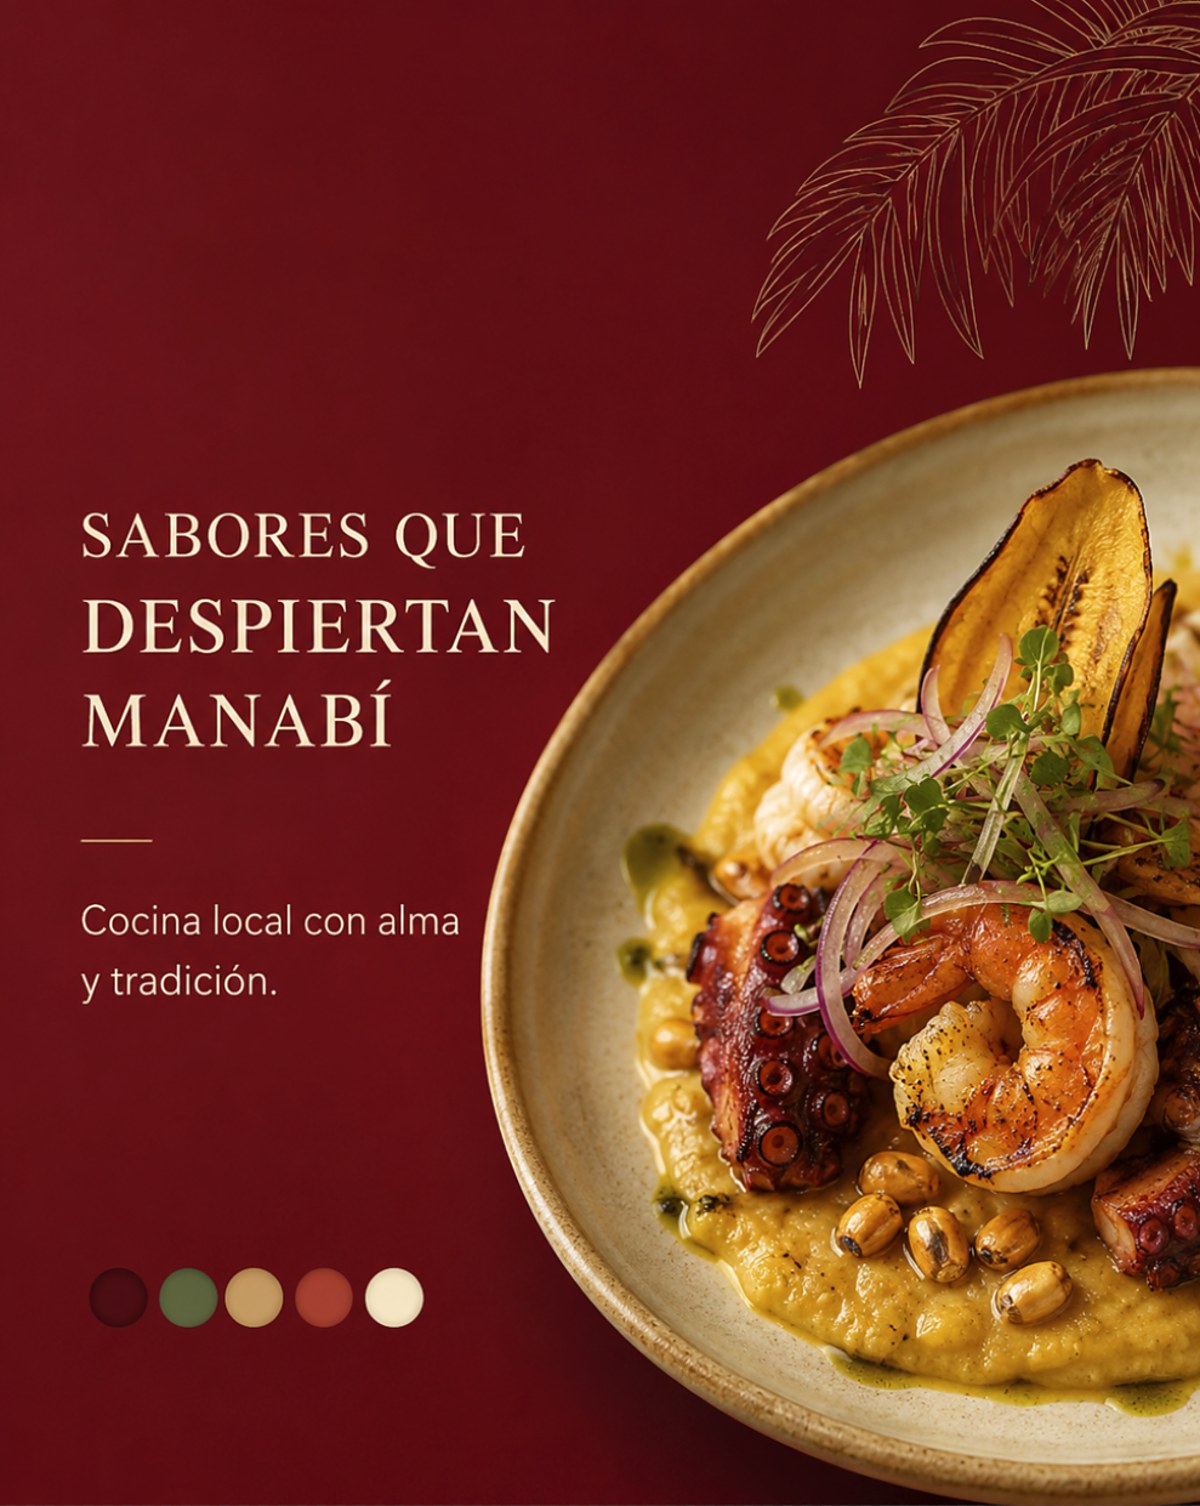 SABORES QUE
DESPIERTAN
MANABÍ
Cocina local con alma
y tradición.